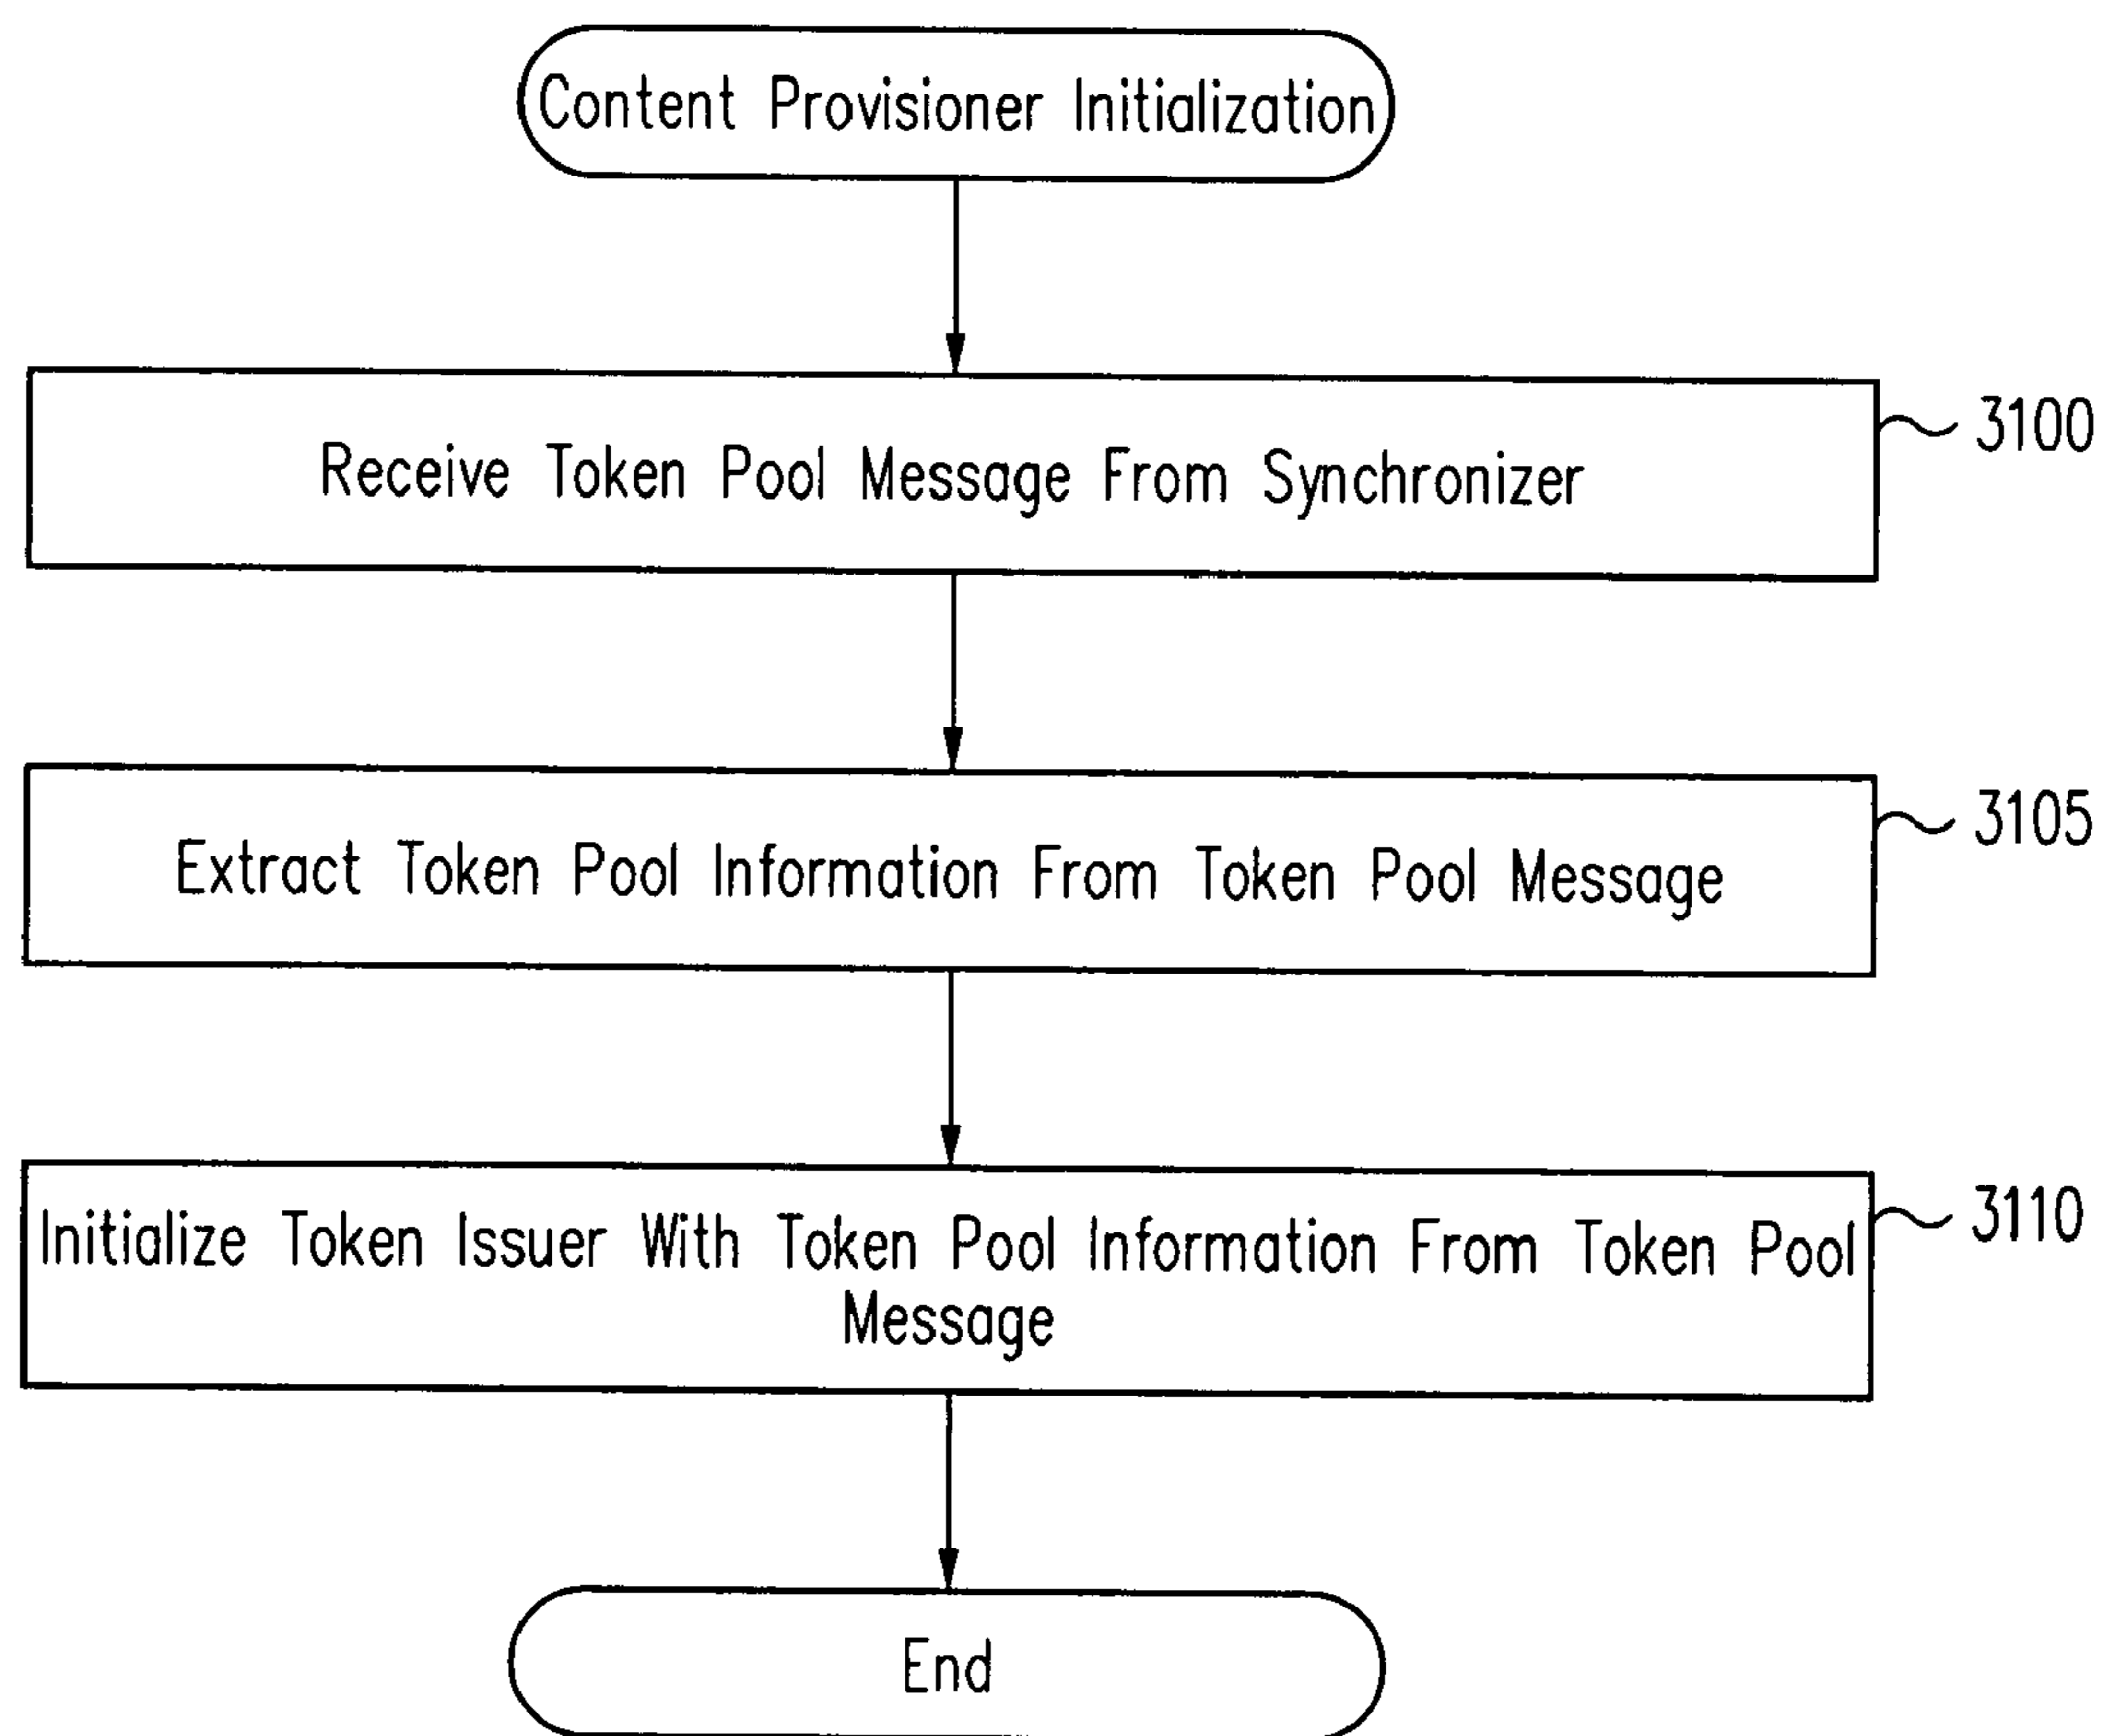 Content Provisioner Initialization
Receive Token Pool Message From Synchronizer
3100
Extract Token Pool Information From Token Pool Message
3105
Initialize Token Issuer With Token Pool Information From Token Pool
Message
3110
End